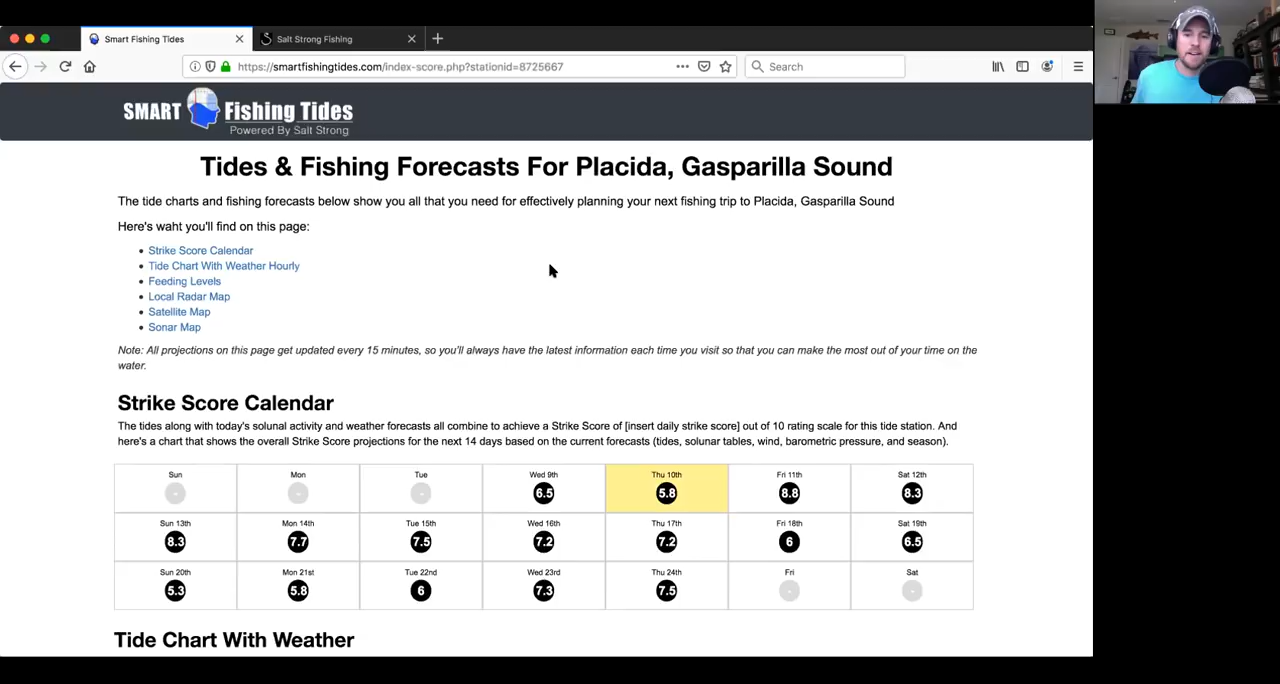 Smart Fishing Tides
Salt Strong Fishing
https://smartfishingtides.com/index-score.php?stationid=8725667
Search
SMART Fishing Tides
Powered By Salt Strong
Tides & Fishing Forecasts For Placida, Gasparilla Sound
The tide charts and fishing forecasts below show you all that you need for effectively planning your next fishing trip to Placida, Gasparilla Sound
Here's waht you'll find on this page:
• Strike Score Calendar
• Tide Chart With Weather Hourly
• Feeding Levels
• Local Radar Map
• Satellite Map
• Sonar Map
Note: All projections on this page get updated every 15 minutes, so you'll always have the latest information each time you visit so that you can make the most out of your time on the
water.
Strike Score Calendar
The tides along with today's solunal activity and weather forecasts all combine to achieve a Strike Score of [insert daily strike score] out of 10 rating scale for this tide station. And
here's a chart that shows the overall Strike Score projections for the next 14 days based on the current forecasts (tides, solunar tables, wind, barometric pressure, and season).
Sun Mon Tue Wed 9th Thu 10th Fri 11th Sat 12th
- - - 6.5 5.8 8.8 8.3
Sun 13th Mon 14th Tue 15th Wed 16th Thu 17th Fri 18th Sat 19th
8.3 7.7 7.5 7.2 7.2 6 6.5
Sun 20th Mon 21st Tue 22nd Wed 23rd Thu 24th Fri Sat
5.3 5.8 6 7.3 7.5 - -
Tide Chart With Weather